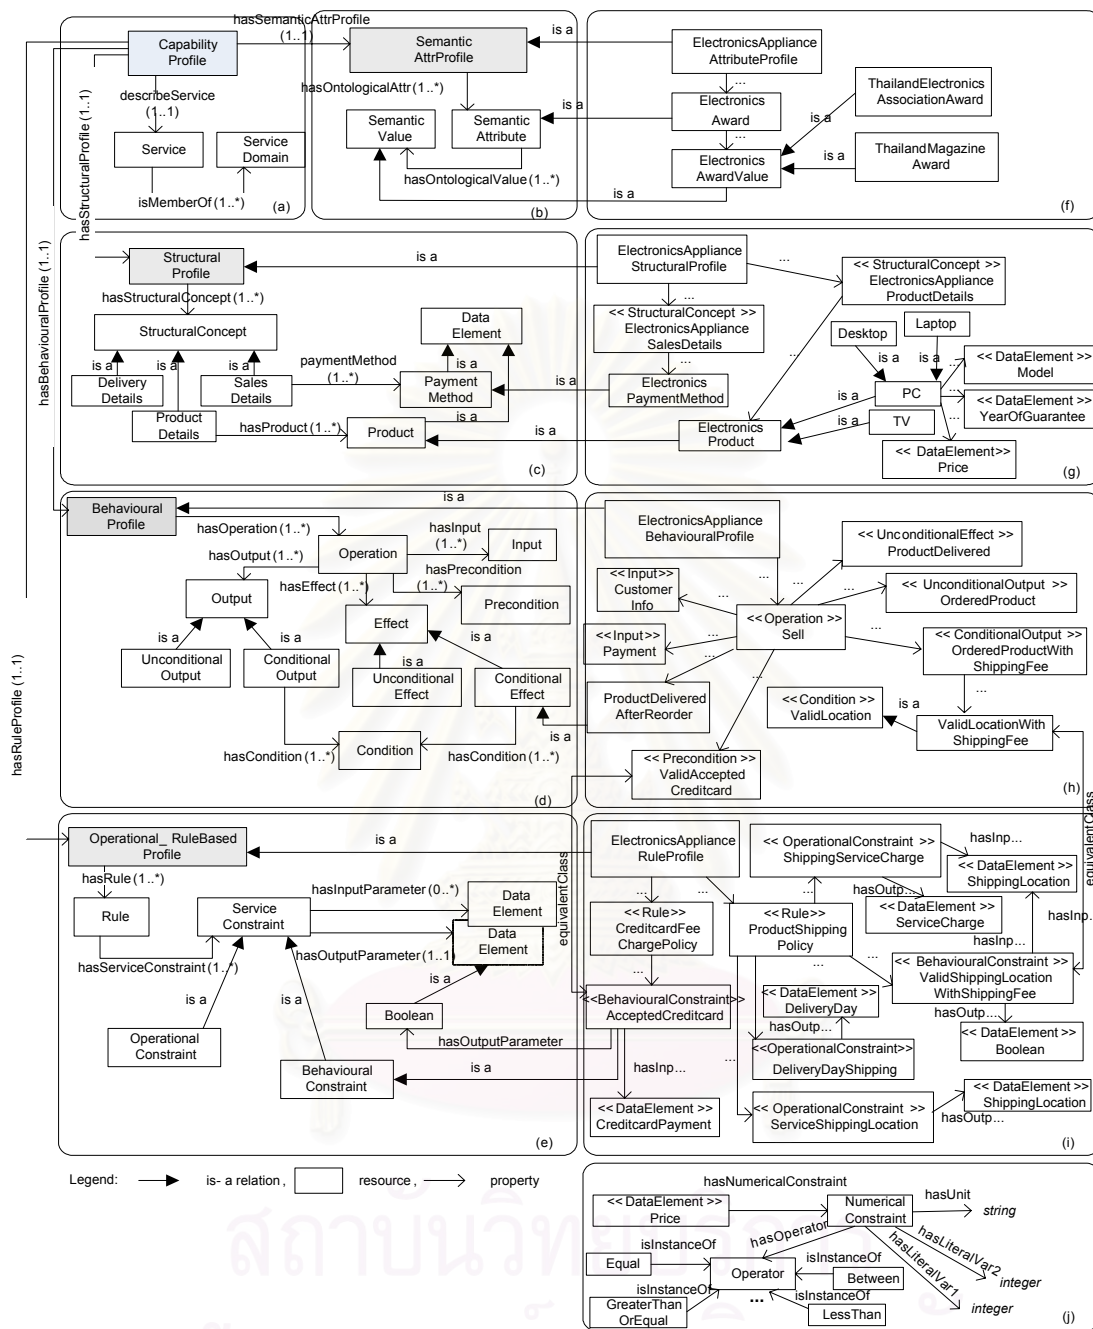 hasSemanticAttrProfile
(1..1)
Capability
Profile
describeService
(1..1)
Service
Service
Domain
isMemberOf (1..*)
(a)
hasStructuralProfile (1..1)
hasBehaviouralProfile (1..1)
hasRuleProfile (1..1)
Semantic
AttrProfile
hasOntologicalAttr (1..*)
Semantic
Value
Semantic
Attribute
hasOntologicalValue (1..*)
is a
(b)
is a
is a
ElectronicsAppliance
AttributeProfile
...
Electronics
Award
...
Electronics
AwardValue
ThailandElectronics
AssociationAward
is a
ThailandMagazine
Award
is a
(f)
Structural
Profile
hasStructuralConcept (1..*)
StructuralConcept
is a
is a
is a
Delivery
Details
Sales
Details
Product
Details
paymentMethod
(1..*)
Data
Element
is a
Payment
Method
is a
hasProduct (1..*)
Product
(c)
is a
is a
is a
ElectronicsAppliance
StructuralProfile
...
...
<< StructuralConcept >>
ElectronicsAppliance
SalesDetails
...
Electronics
PaymentMethod
<< StructuralConcept >>
ElectronicsAppliance
ProductDetails
...
Desktop
Laptop
is a
is a
PC
...
<< DataElement >>
Model
...
<< DataElement >>
YearOfGuarantee
is a
TV
is a
...
Electronics
Product
<< DataElement>>
Price
(g)
Behavioural
Profile
hasOperation (1..*)
hasOutput (1..*)
Operation
hasInput
(1..*)
Input
hasEffect (1..*)
hasPrecondition
(1..*)
Precondition
Output
Effect
is a
is a
is a
is a
Unconditional
Output
Conditional
Output
Unconditional
Effect
Conditional
Effect
hasCondition (1..*)
Condition
hasCondition (1..*)
(d)
is a
is a
ElectronicsAppliance
BehaviouralProfile
...
<< UnconditionalEffect >>
ProductDelivered
...
<<Input>>
Customer
Info
...
<< UnconditionalOutput >>
OrderedProduct
...
<<Operation >>
Sell
<<Input>>
Payment
...
...
<< ConditionalOutput >>
OrderedProductWith
ShippingFee
...
...
...
ProductDelivered
AfterReorder
<< Condition >>
ValidLocation
is a
ValidLocationWith
ShippingFee
<< Precondition >>
ValidAccepted
Creditcard
(h)
equivalentClass
equivalentClass
Operational_ RuleBased
Profile
is a
hasRule (1..*)
Rule
Service
Constraint
hasInputParameter (0..*)
Data
Element
Data
Element
hasServiceConstraint (1..*)
hasOutputParameter (1..1)
is a
is a
is a
Boolean
Operational
Constraint
hasOutputParameter
Behavioural
Constraint
is a
(e)
ElectronicsAppliance
RuleProfile
...
...
<< OperationalConstraint >>
ShippingServiceCharge
hasInp...
<< DataElement >>
ShippingLocation
hasOutp...
<< DataElement >>
ServiceCharge
hasInp...
<< Rule>>
CreditcardFee
ChargePolicy
...
<<Rule>>
ProductShipping
Policy
...
...
...
<< BehaviouralConstraint >>
ValidShippingLocation
WithShippingFee
<<BehaviouralConstraint>>
AcceptedCreditcard
<< DataElement >>
DeliveryDay
hasOutp...
hasOutp...
<< DataElement >>
Boolean
<<OperationalConstraint>>
DeliveryDayShipping
...
hasInp...
<< DataElement >>
CreditcardPayment
<< OperationalConstraint >>
ServiceShippingLocation
<< DataElement >>
ShippingLocation
hasOutp...
(i)
Legend:
is- a relation ,
resource ,
property
hasNumericalConstraint
<< DataElement >>
Price
Numerical
Constraint
hasUnit
string
hasOperator
hasLiteralVar1
hasLiteralVar2
integer
integer
isInstanceOf
Equal
Operator
isInstanceOf
Between
isInstanceOf
GreaterThan
OrEqual
...
isInstanceOf
LessThan
(j)